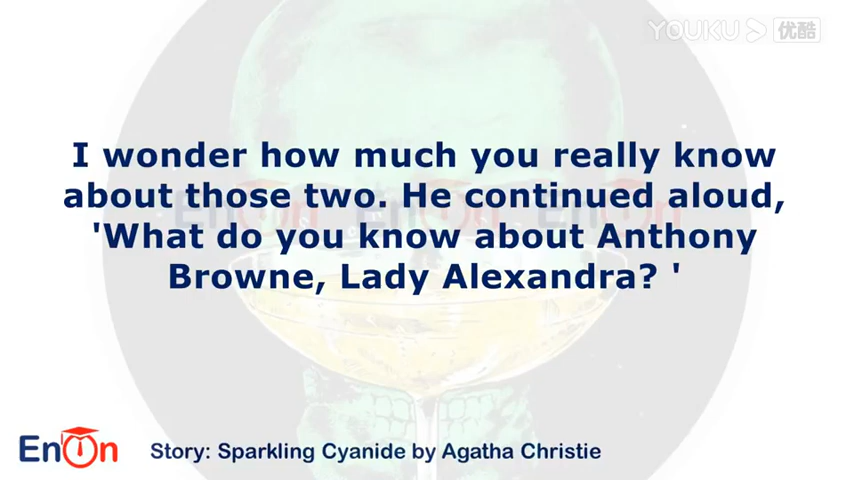 YOUKU 优酷
I wonder how much you really know
about those two. He continued aloud,
'What do you know about Anthony
Browne, Lady Alexandra? '
EnOn
Story: Sparkling Cyanide by Agatha Christie